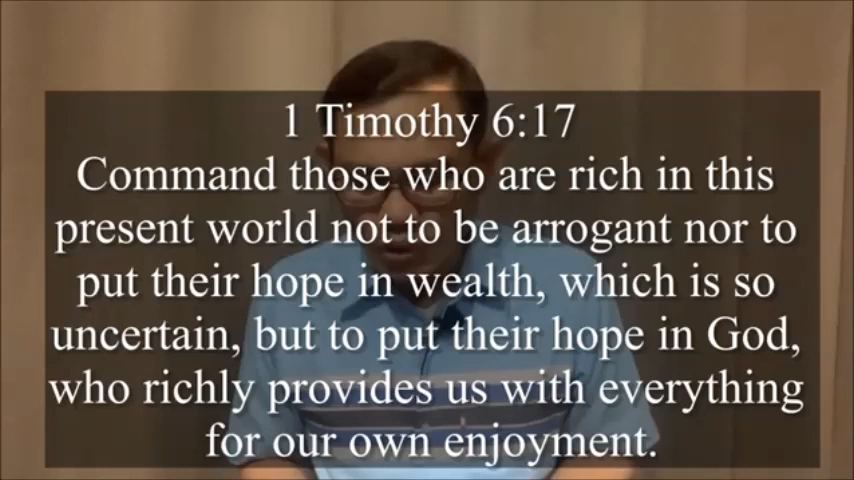 1 Timothy 6:17
Command those who are rich in this
present world not to be arrogant nor to
put their hope in wealth, which is so
uncertain, but to put their hope in God,
who richly provides us with everything
for our own enjoyment.